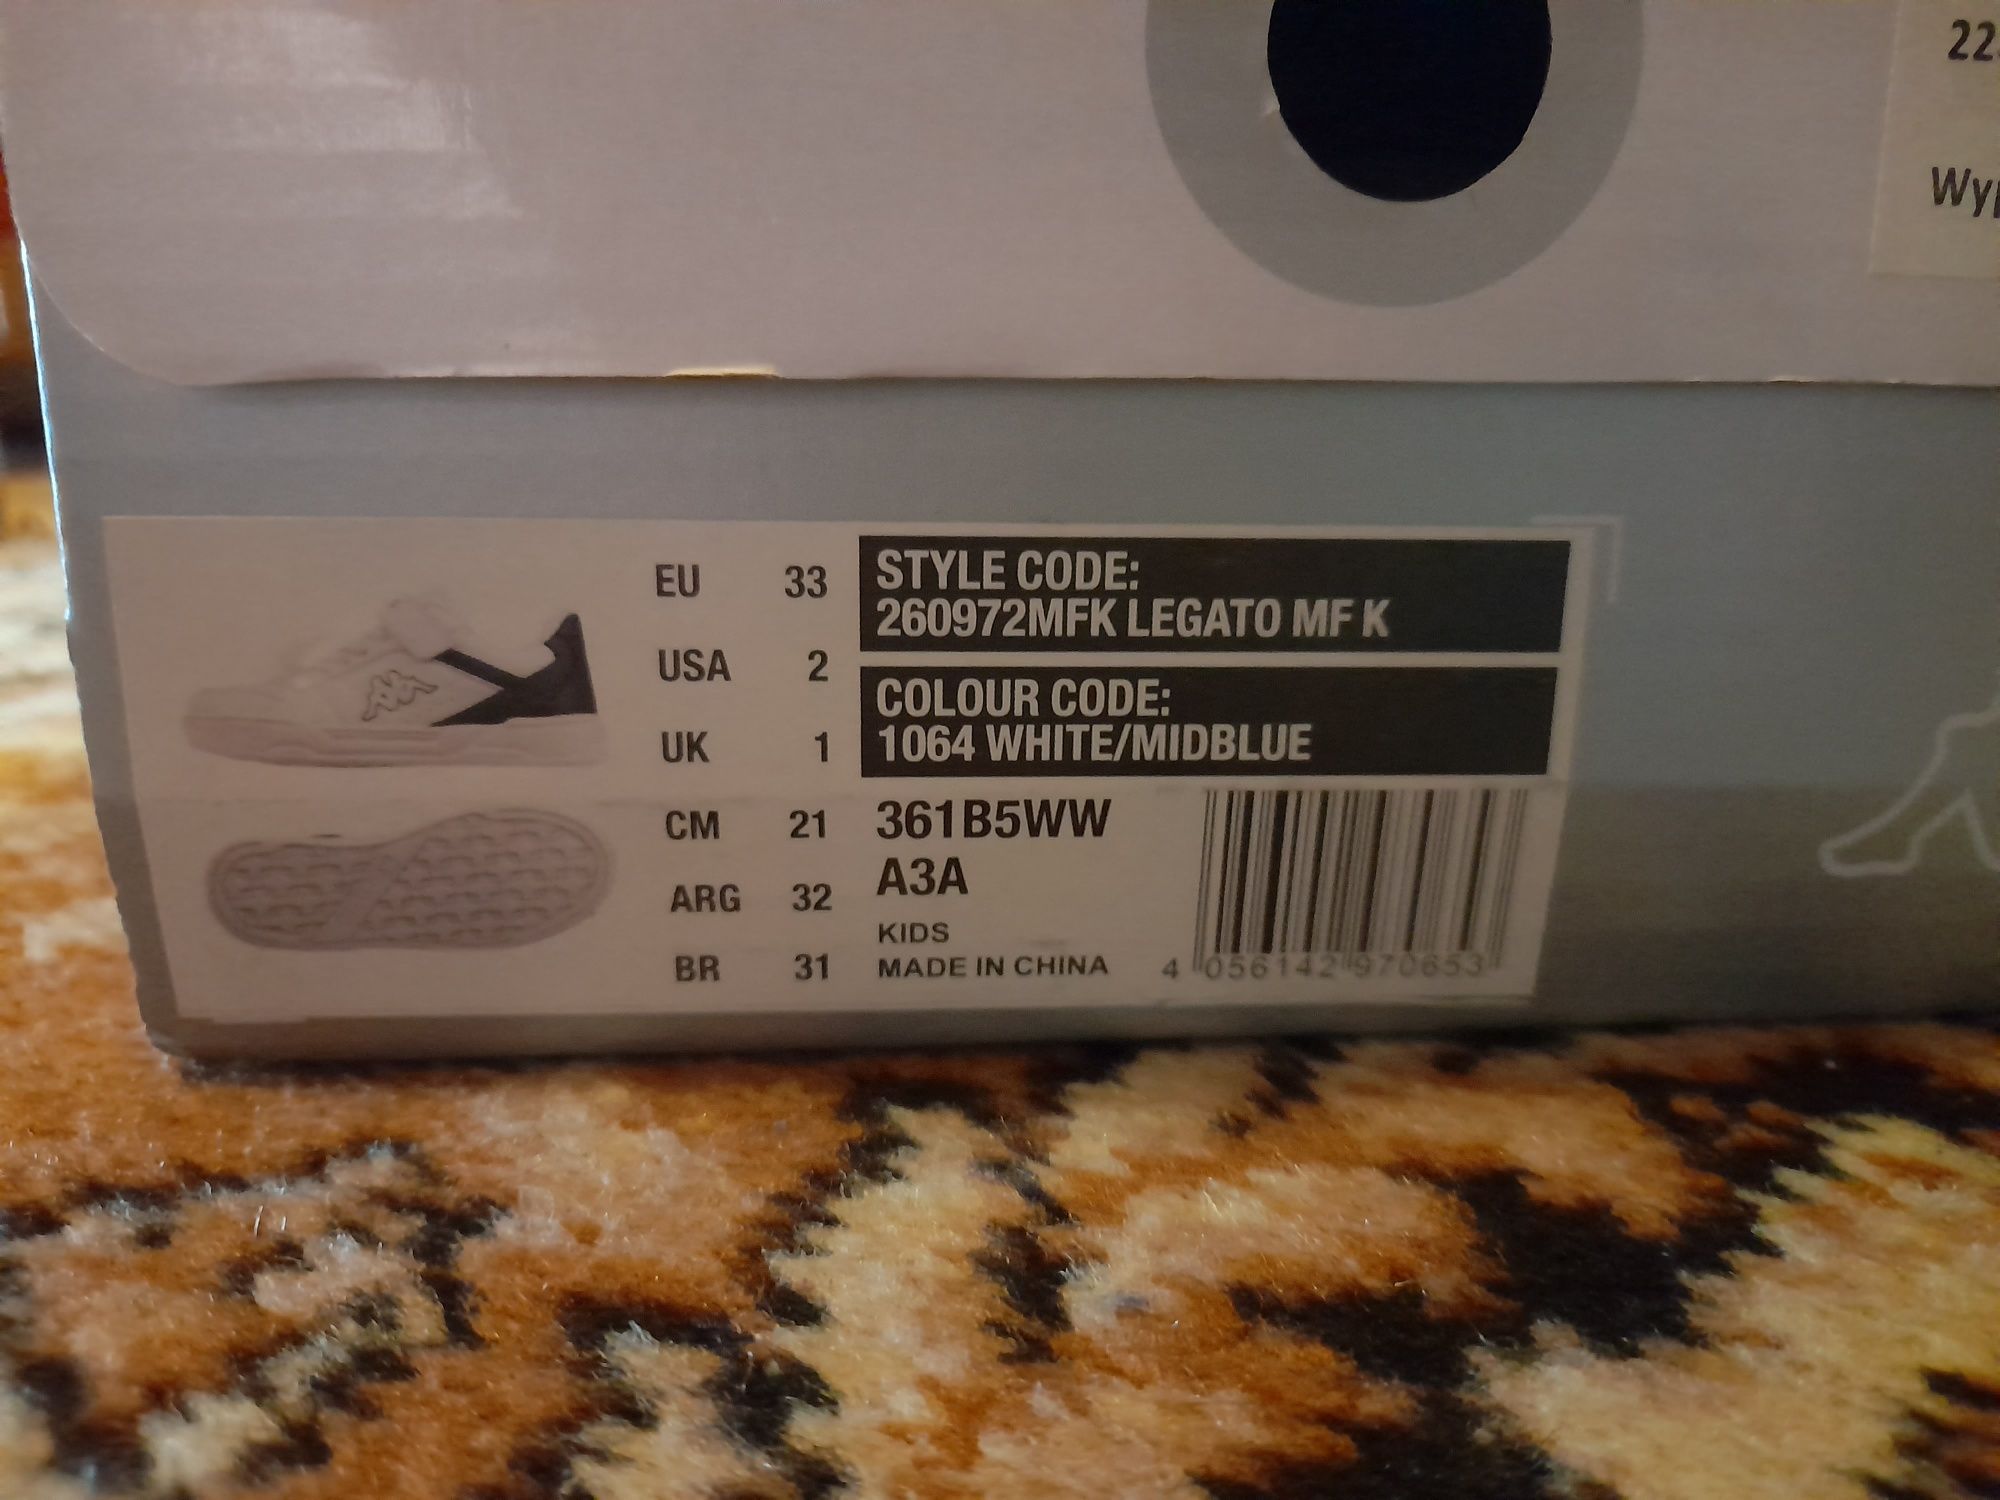 22
EU 33
USA 2
UK 1
CM 21
ARG 32
BR 31
STYLE CODE:
260972MFK LEGATO MF K
COLOUR CODE:
1064 WHITE/MIDBLUE
361B5WW
A3A
KIDS
MADE IN CHINA
4 056142 970653